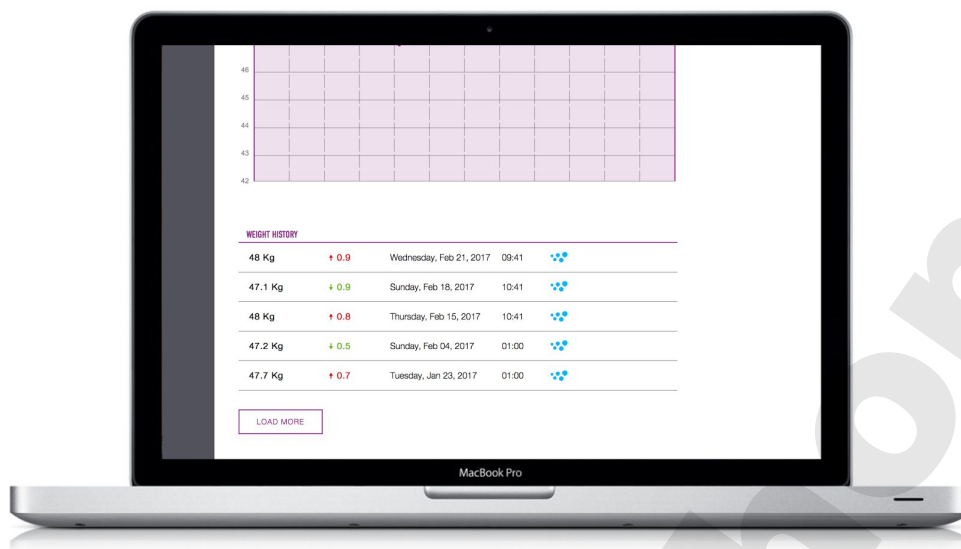 46
45
44
43
42
WEIGHT HISTORY
48 Kg ↑ 0.9 Wednesday, Feb 21, 2017 09:41
47.1 Kg ↓ 0.9 Sunday, Feb 18, 2017 10:41
48 Kg ↑ 0.8 Thursday, Feb 15, 2017 10:41
47.2 Kg ↓ 0.5 Sunday, Feb 04, 2017 01:00
47.7 Kg ↑ 0.7 Tuesday, Jan 23, 2017 01:00
LOAD MORE
MacBook Pro